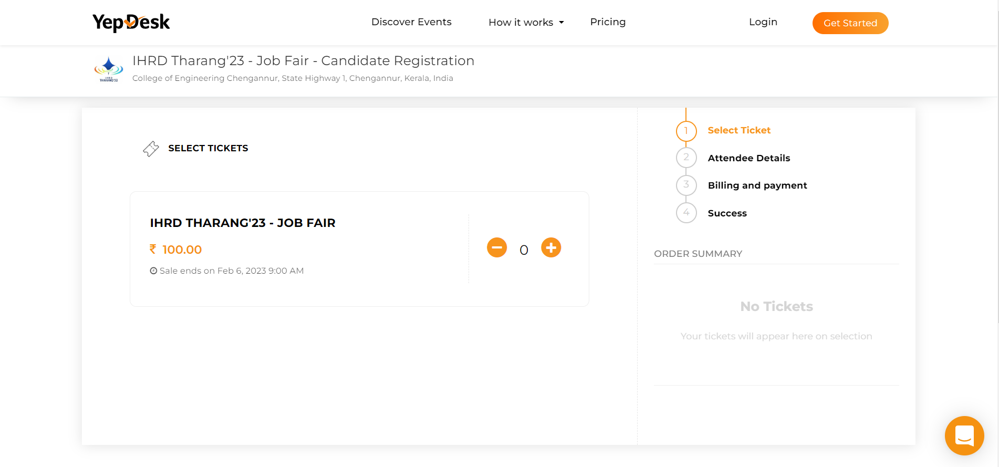 YepDesk
Discover Events
How it works
Pricing
Login
Get Started
IHRD Tharang'23 - Job Fair - Candidate Registration
College of Engineering Chengannur, State Highway 1, Chengannur, Kerala, India
IHRD
THARANG'23
SELECT TICKETS
IHRD THARANG'23 - JOB FAIR
₹ 100.00
Sale ends on Feb 6, 2023 9:00 AM
0
1 Select Ticket
2 Attendee Details
3 Billing and payment
4 Success
ORDER SUMMARY
No Tickets
Your tickets will appear here on selection